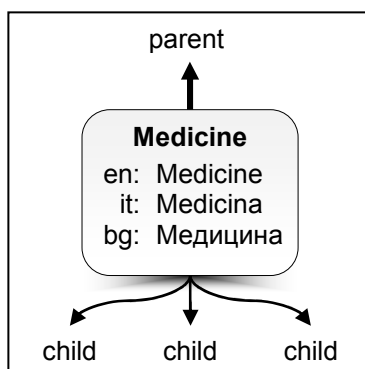 parent
Medicine
en: Medicine
it: Medicina
bg: Медицина
child child child